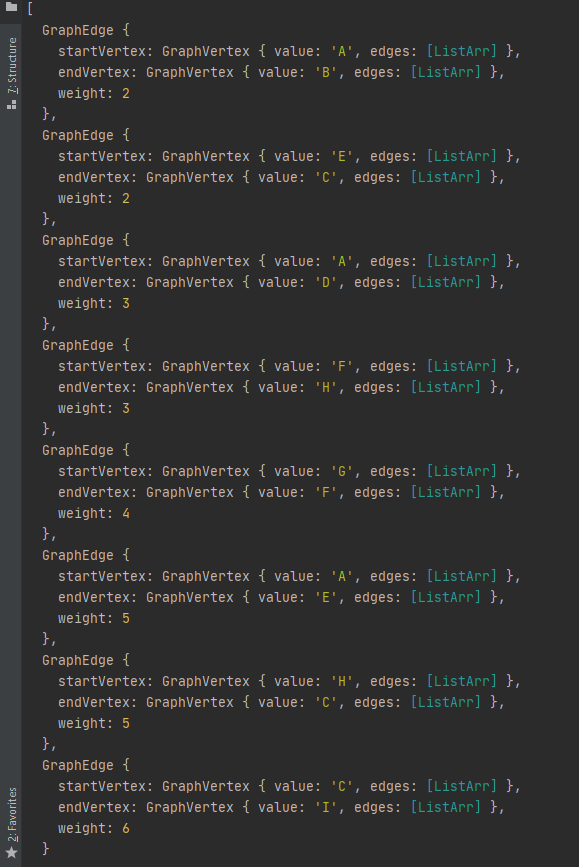 [
  GraphEdge {
    startVertex: GraphVertex { value: 'A', edges: [ListArr] },
    endVertex: GraphVertex { value: 'B', edges: [ListArr] },
    weight: 2
  },
  GraphEdge {
    startVertex: GraphVertex { value: 'E', edges: [ListArr] },
    endVertex: GraphVertex { value: 'C', edges: [ListArr] },
    weight: 2
  },
  GraphEdge {
    startVertex: GraphVertex { value: 'A', edges: [ListArr] },
    endVertex: GraphVertex { value: 'D', edges: [ListArr] },
    weight: 3
  },
  GraphEdge {
    startVertex: GraphVertex { value: 'F', edges: [ListArr] },
    endVertex: GraphVertex { value: 'H', edges: [ListArr] },
    weight: 3
  },
  GraphEdge {
    startVertex: GraphVertex { value: 'G', edges: [ListArr] },
    endVertex: GraphVertex { value: 'F', edges: [ListArr] },
    weight: 4
  },
  GraphEdge {
    startVertex: GraphVertex { value: 'A', edges: [ListArr] },
    endVertex: GraphVertex { value: 'E', edges: [ListArr] },
    weight: 5
  },
  GraphEdge {
    startVertex: GraphVertex { value: 'H', edges: [ListArr] },
    endVertex: GraphVertex { value: 'C', edges: [ListArr] },
    weight: 5
  },
  GraphEdge {
    startVertex: GraphVertex { value: 'C', edges: [ListArr] },
    endVertex: GraphVertex { value: 'I', edges: [ListArr] },
    weight: 6
  }
7: Structure
2: Favorites